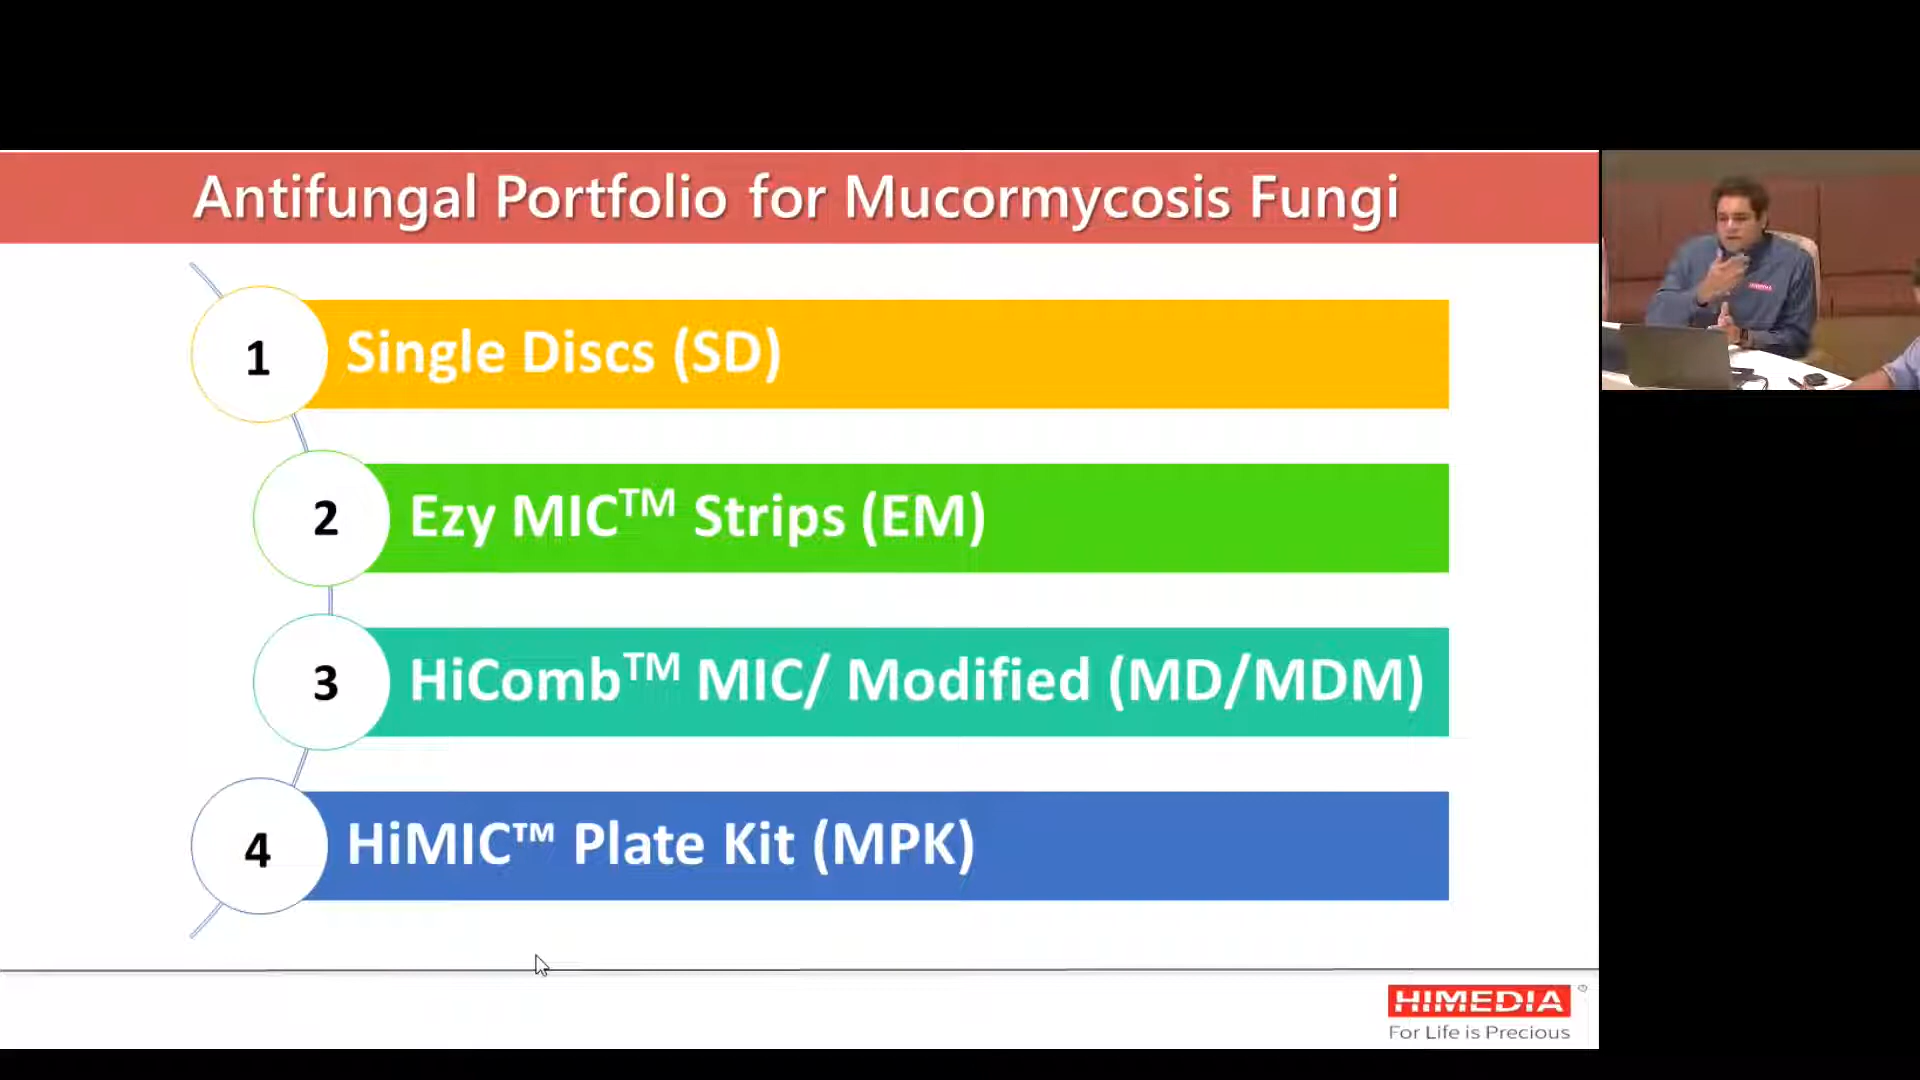 Antifungal Portfolio for Mucormycosis Fungi
1
Single Discs (SD)
2
Ezy MIC™ Strips (EM)
3
HiComb™ MIC/ Modified (MD/MDM)
4
HiMIC™ Plate Kit (MPK)
HIMEDIA
For Life is Precious